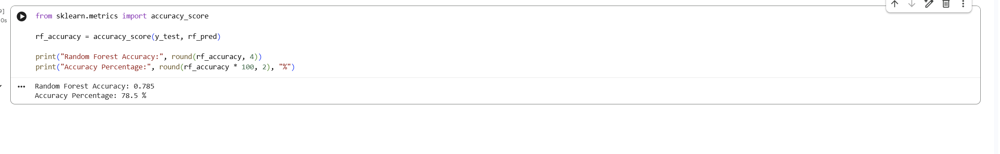 9]
0s
from sklearn.metrics import accuracy_score
rf_accuracy = accuracy_score(y_test, rf_pred)
print("Random Forest Accuracy:", round(rf_accuracy, 4))
print("Accuracy Percentage:", round(rf_accuracy * 100, 2), "%")
Random Forest Accuracy: 0.785
Accuracy Percentage: 78.5 %